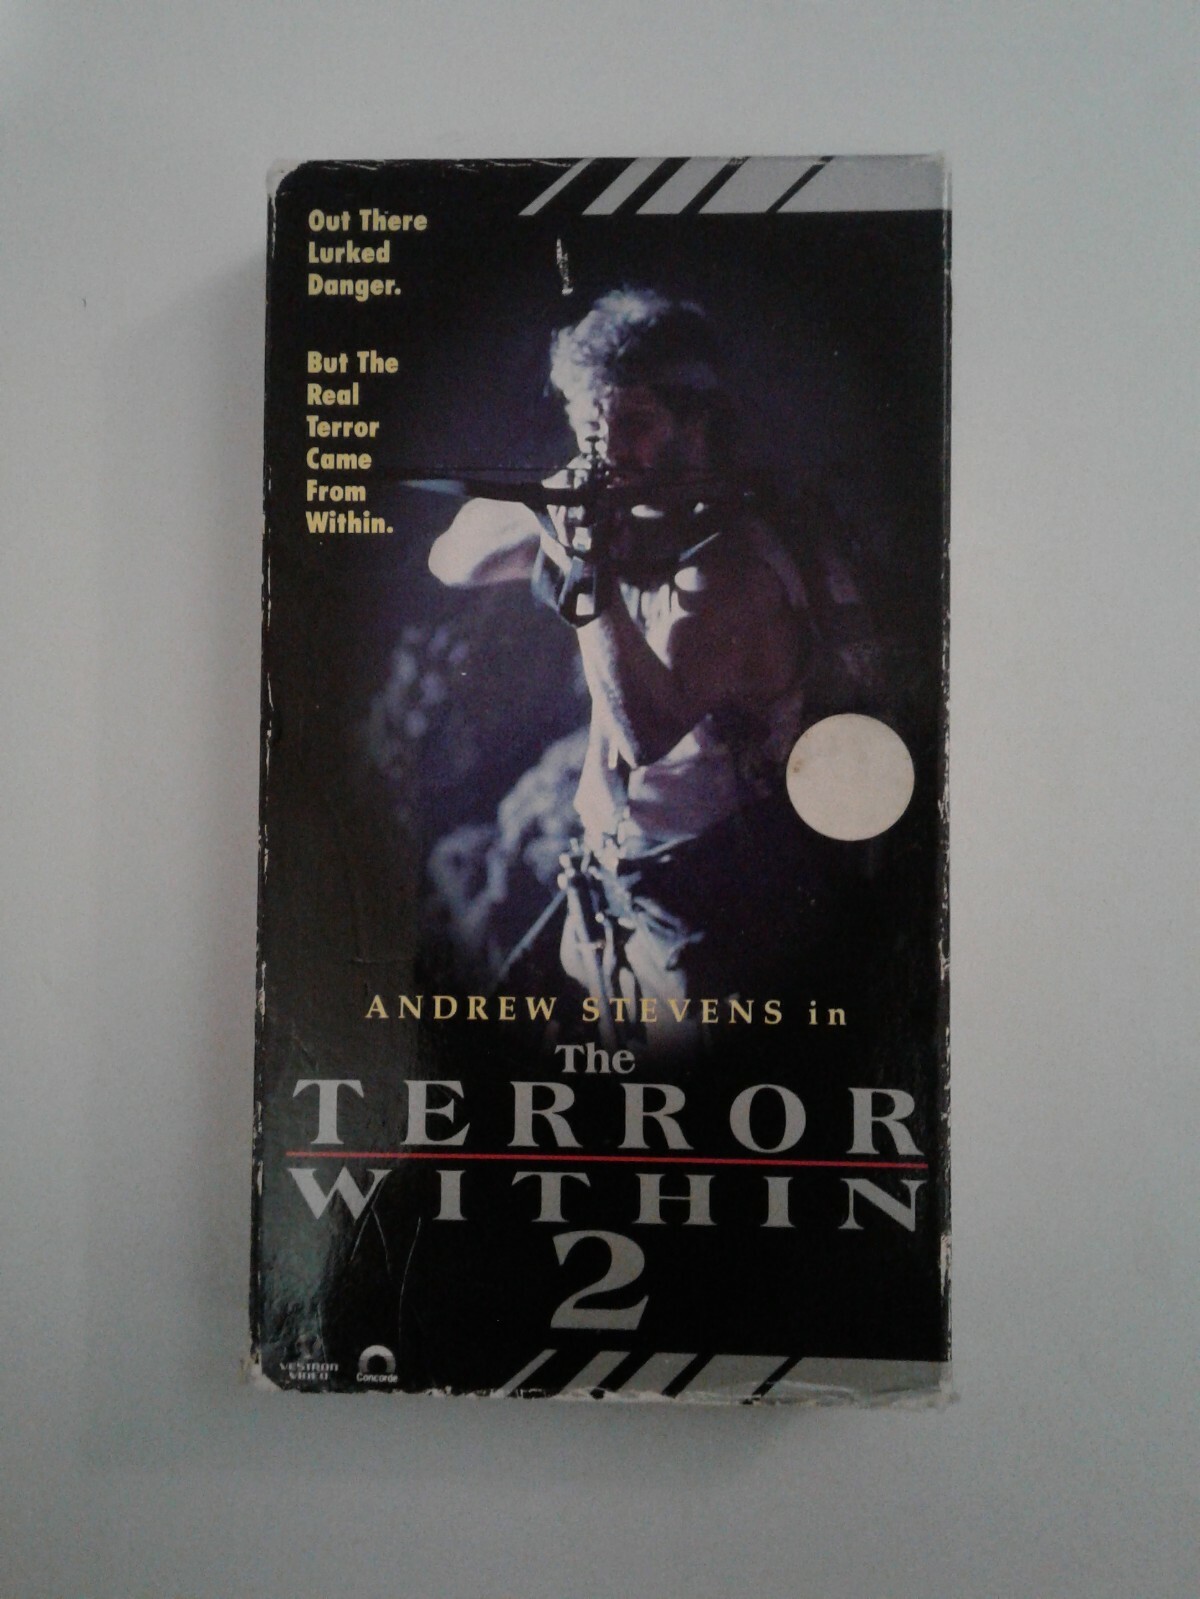 Out There
Lurked
Danger.
But The
Real
Terror
Came
From
Within.
ANDREW STEVENS in
The
TERROR
WITHIN
2
VESTRON
VIDEO
Concorde